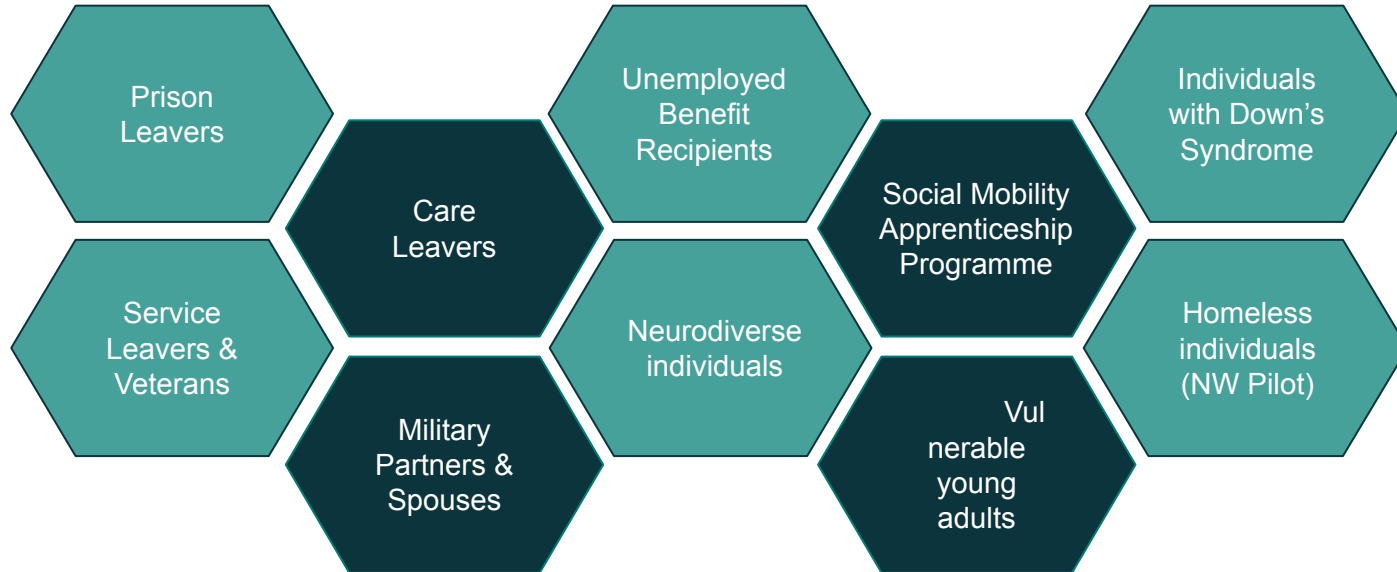 Prison
Leavers
Unemployed
Benefit
Recipients
Individuals
with Down’s
Syndrome
Care
Leavers
Social Mobility
Apprenticeship
Programme
Service
Leavers &
Veterans
Neurodiverse
individuals
Homeless
individuals
(NW Pilot)
Military
Partners &
Spouses
Vul
nerable
young
adults